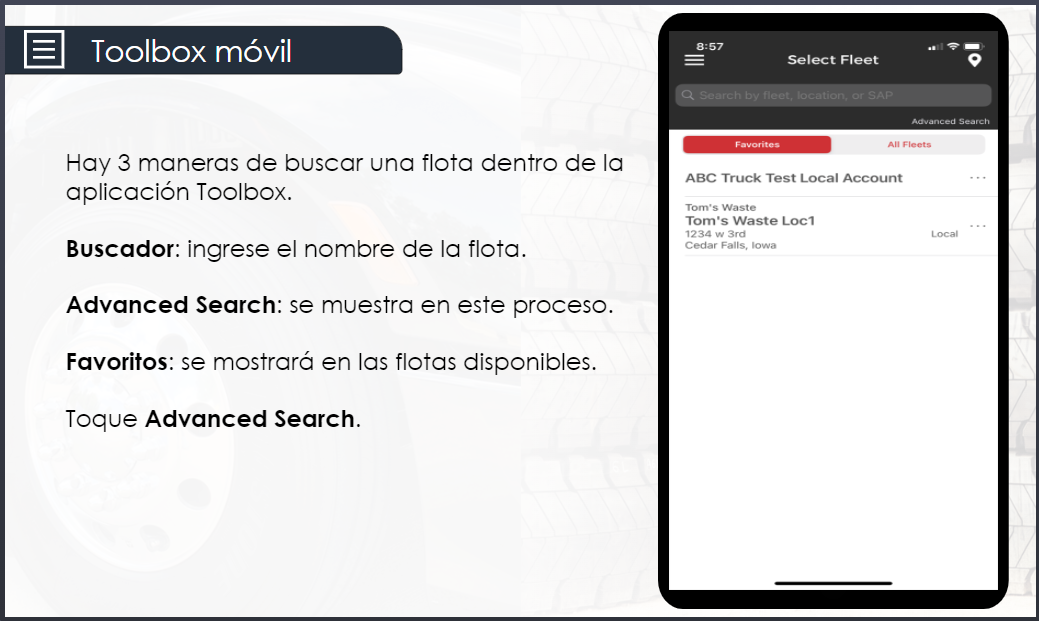 Toolbox móvil
Hay 3 maneras de buscar una flota dentro de la
aplicación Toolbox.
Buscador: ingrese el nombre de la flota.
Advanced Search: se muestra en este proceso.
Favoritos: se mostrará en las flotas disponibles.
Toque Advanced Search.
8:57
Select Fleet
Search by fleet, location, or SAP
Advanced Search
Favorites All Fleets
ABC Truck Test Local Account
Tom's Waste
Tom's Waste Loc1
1234 w 3rd Local
Cedar Falls, Iowa